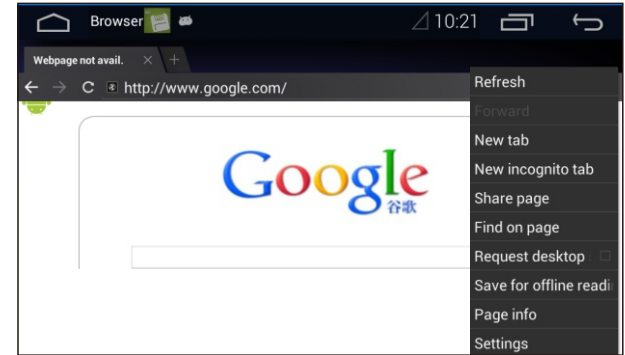 Browser
10:21
Webpage not avail.
http://www.google.com/
Refresh
Forward
New tab
New incognito tab
Share page
Find on page
Request desktop
Save for offline readi
Page info
Settings
Google
谷歌